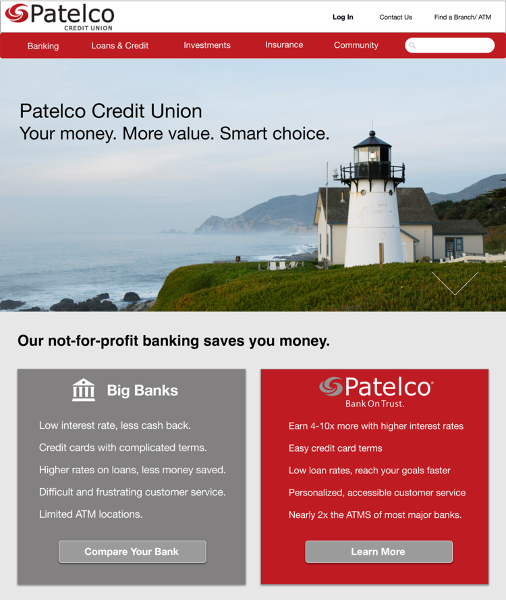 Patelco
CREDIT UNION
Log In Contact Us Find a Branch/ ATM
Banking Loans & Credit Investments Insurance Community
Patelco Credit Union
Your money. More value. Smart choice.
Our not-for-profit banking saves you money.
Big Banks
Low interest rate, less cash back.
Credit cards with complicated terms.
Higher rates on loans, less money saved.
Difficult and frustrating customer service.
Limited ATM locations.
Compare Your Bank
Patelco®
Bank On Trust.
Earn 4-10x more with higher interest rates
Easy credit card terms
Low loan rates, reach your goals faster
Personalized, accessible customer service
Nearly 2x the ATMS of most major banks.
Learn More